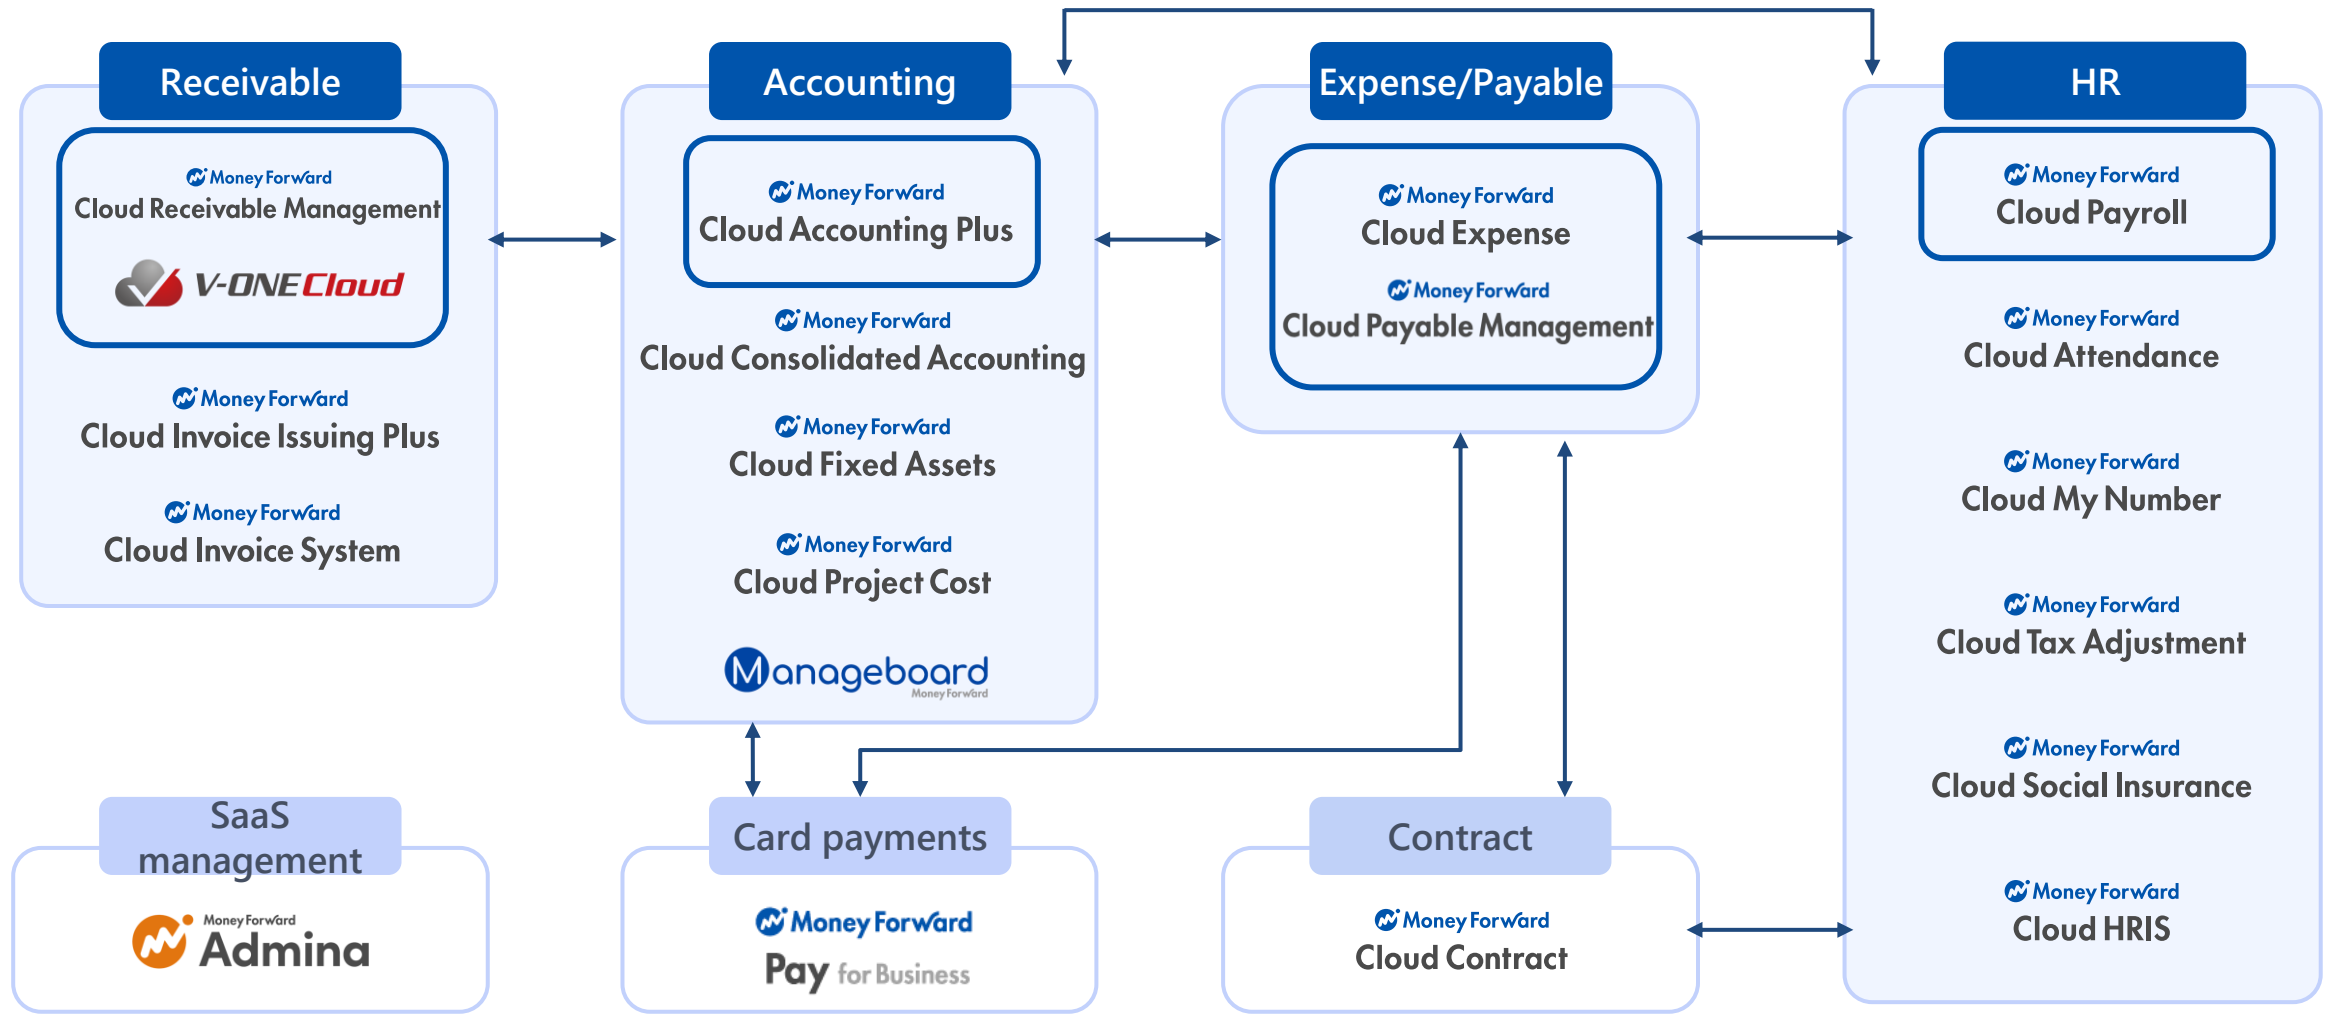 Receivable
Money Forward
Cloud Receivable Management
V-ONE Cloud
Money Forward
Cloud Invoice Issuing Plus
Money Forward
Cloud Invoice System
Accounting
Money Forward
Cloud Accounting Plus
Money Forward
Cloud Consolidated Accounting
Money Forward
Cloud Fixed Assets
Money Forward
Cloud Project Cost
Manageboard
Money Forward
Expense/Payable
Money Forward
Cloud Expense
Money Forward
Cloud Payable Management
HR
Money Forward
Cloud Payroll
Money Forward
Cloud Attendance
Money Forward
Cloud My Number
Money Forward
Cloud Tax Adjustment
Money Forward
Cloud Social Insurance
Money Forward
Cloud HRIS
SaaS
management
Money Forward
Admina
Card payments
Money Forward
Pay for Business
Contract
Money Forward
Cloud Contract